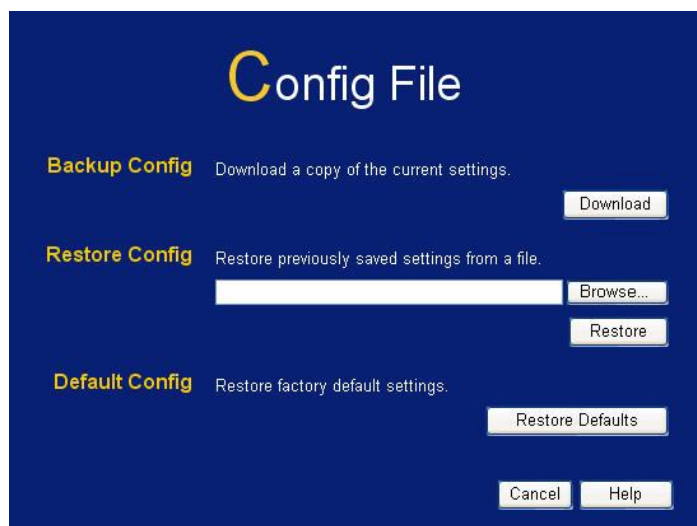 Config File
Backup Config Download a copy of the current settings.
Download
Restore Config Restore previously saved settings from a file.
Browse...
Restore
Default Config Restore factory default settings.
Restore Defaults
Cancel Help